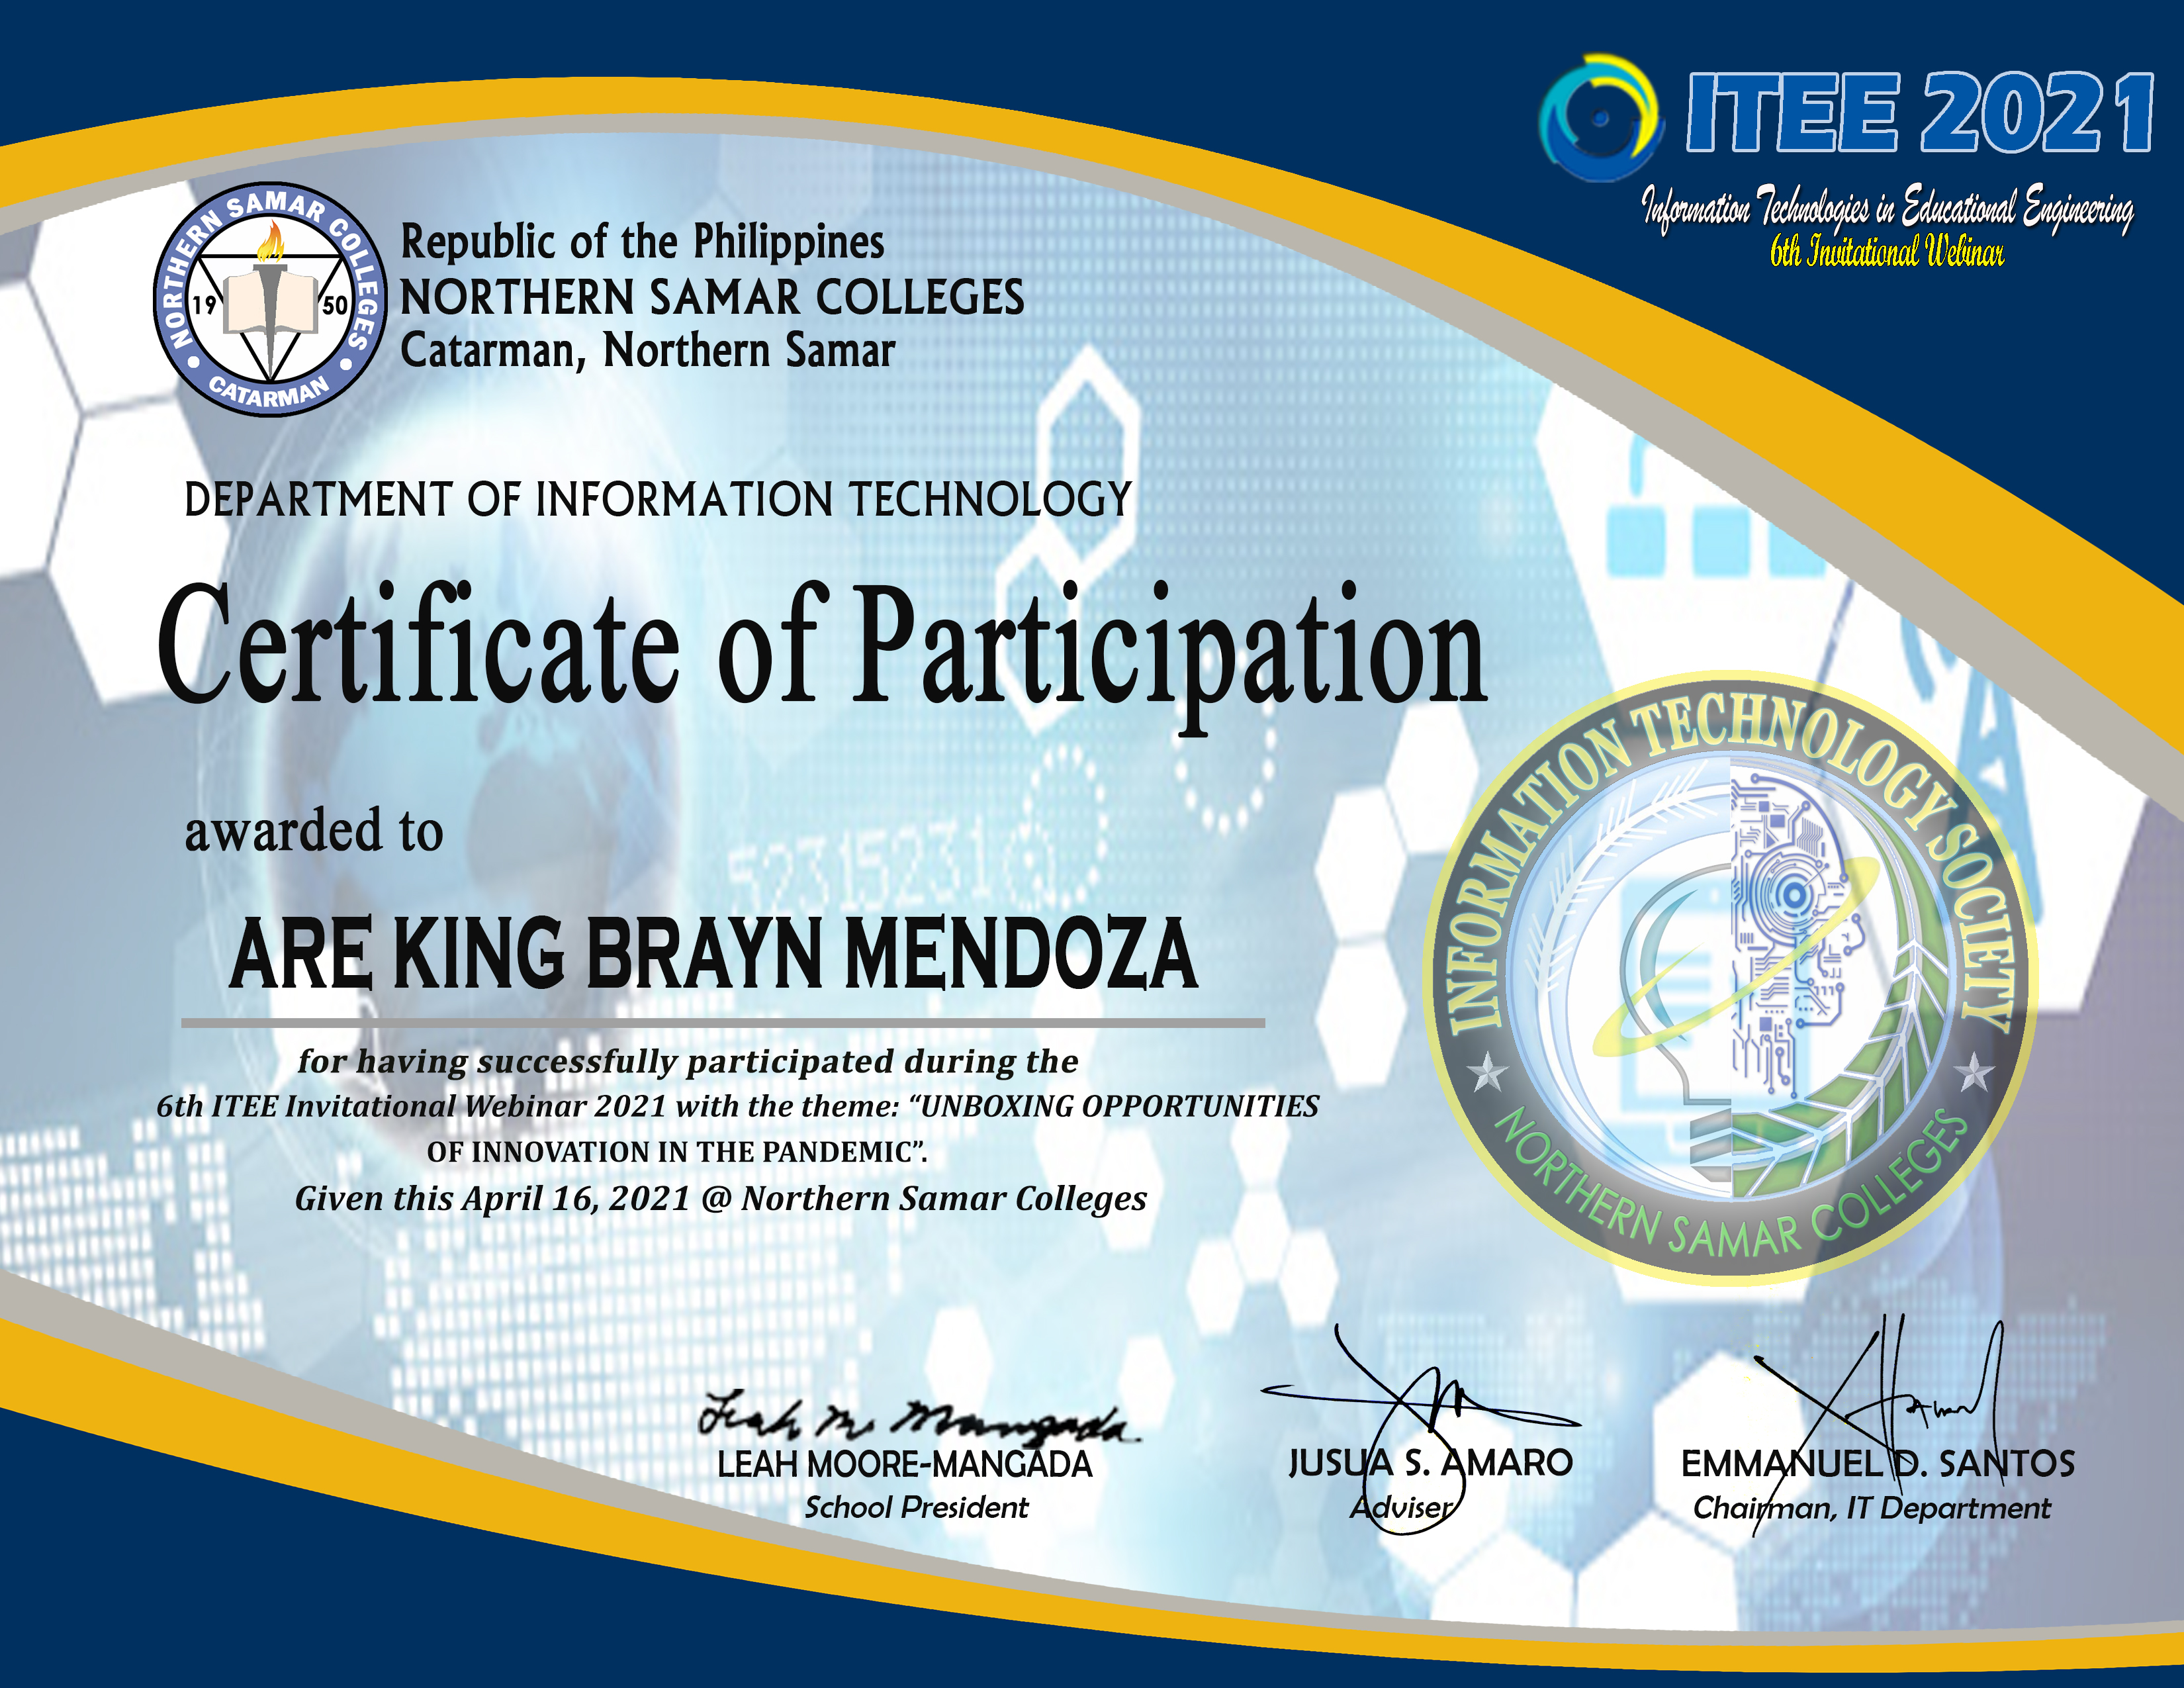 ITEE 2021
Information Technologies in Educational Engineering
6th Invitational Webinar
NORTHERN SAMAR COLLEGES
19 50
CATARMAN
Republic of the Philippines
NORTHERN SAMAR COLLEGES
Catarman, Northern Samar
DEPARTMENT OF INFORMATION TECHNOLOGY
Certificate of Participation
awarded to
52315231
ARE KING BRAYN MENDOZA
for having successfully participated during the
6th ITEE Invitational Webinar 2021 with the theme: “UNBOXING OPPORTUNITIES
OF INNOVATION IN THE PANDEMIC”.
Given this April 16, 2021 @ Northern Samar Colleges
INFORMATION TECHNOLOGY SOCIETY
NORTHERN SAMAR COLLEGES
Leah M. Mangada
LEAH MOORE-MANGADA
School President
JUSUA S. AMARO
Adviser
EMMANUEL D. SANTOS
Chairman, IT Department